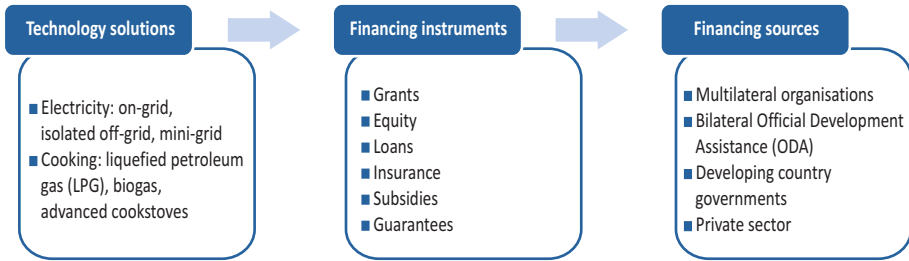 Technology solutions
Electricity: on-grid,
isolated off-grid, mini-grid
Cooking: liquefied petroleum
gas (LPG), biogas,
advanced cookstoves
Financing instruments
Grants
Equity
Loans
Insurance
Subsidies
Guarantees
Financing sources
Multilateral organisations
Bilateral Official Development
Assistance (ODA)
Developing country
governments
Private sector